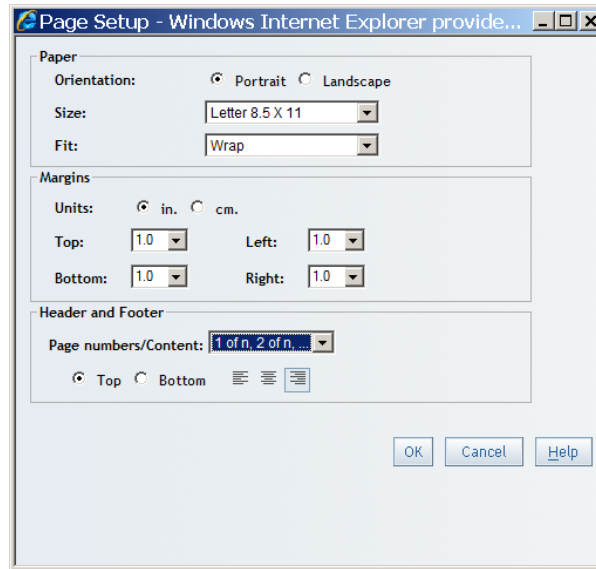 Page Setup - Windows Internet Explorer provide...
Paper
Orientation: Portrait Landscape
Size: Letter 8.5 X 11
Fit: Wrap
Margins
Units: in. cm.
Top: 1.0 Left: 1.0
Bottom: 1.0 Right: 1.0
Header and Footer
Page numbers/Content: 1 of n, 2 of n, ...
Top Bottom
OK Cancel Help